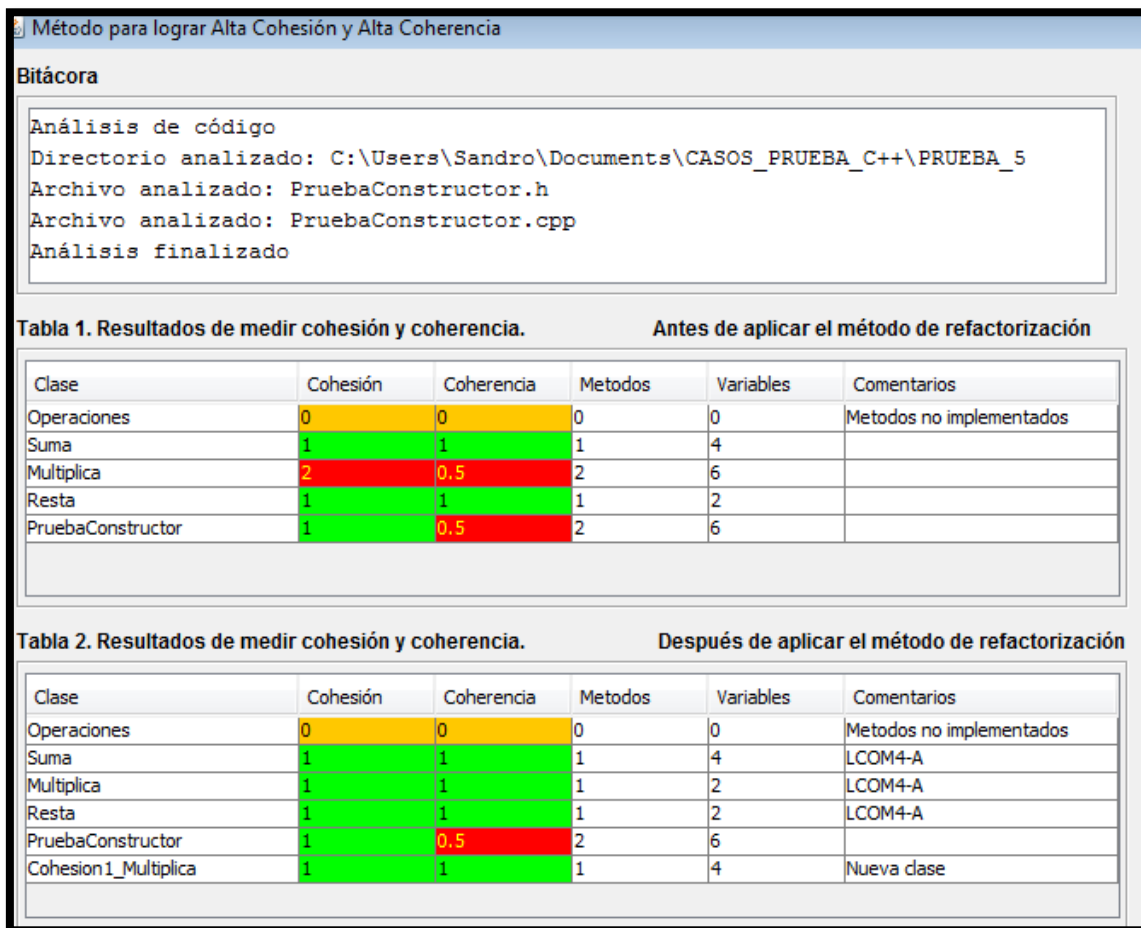 Método para lograr Alta Cohesión y Alta Coherencia
Bitácora
Análisis de código
Directorio analizado: C:\Users\Sandro\Documents\CASOS_PRUEBA_C++\PRUEBA_5
Archivo analizado: PruebaConstructor.h
Archivo analizado: PruebaConstructor.cpp
Análisis finalizado
Tabla 1. Resultados de medir cohesión y coherencia. Antes de aplicar el método de refactorización
Clase Cohesión Coherencia Metodos Variables Comentarios
Operaciones 0 0 0 0 Metodos no implementados
Suma 1 1 1 4
Multiplica 2 0.5 2 6
Resta 1 1 1 2
PruebaConstructor 1 0.5 2 6
Tabla 2. Resultados de medir cohesión y coherencia. Después de aplicar el método de refactorización
Clase Cohesión Coherencia Metodos Variables Comentarios
Operaciones 0 0 0 0 Metodos no implementados
Suma 1 1 1 4 LCOM4-A
Multiplica 1 1 1 2 LCOM4-A
Resta 1 1 1 2 LCOM4-A
PruebaConstructor 1 0.5 2 6
Cohesion1_Multiplica 1 1 1 4 Nueva clase